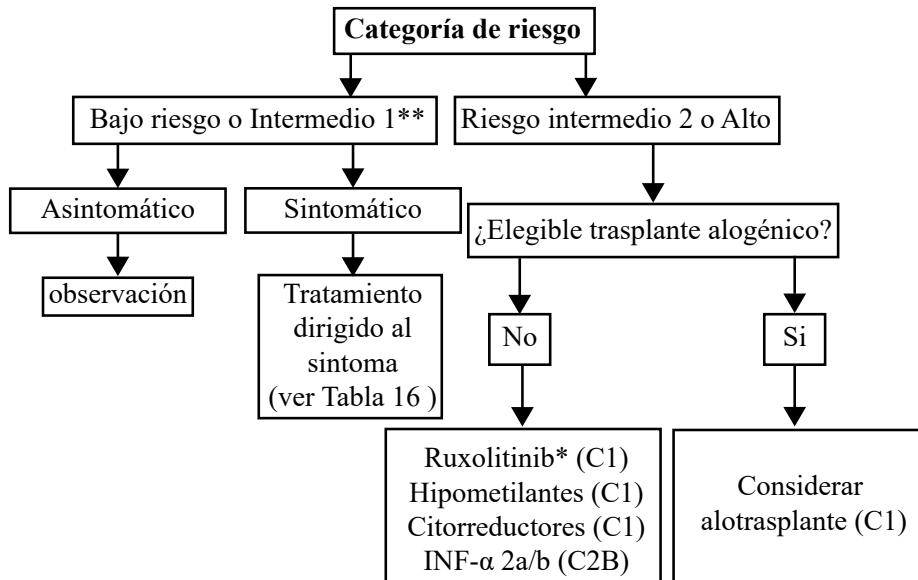 Categoría de riesgo
Bajo riesgo o Intermedio 1**
Riesgo intermedio 2 o Alto
Asintomático
Sintomático
¿Elegible trasplante alogénico?
observación
Tratamiento
dirigido al
sintoma
(ver Tabla 16 )
No
Si
Ruxolitinib* (C1)
Hipometilantes (C1)
Citorreductores (C1)
INF-α 2a/b (C2B)
Considerar
alotrasplante (C1)